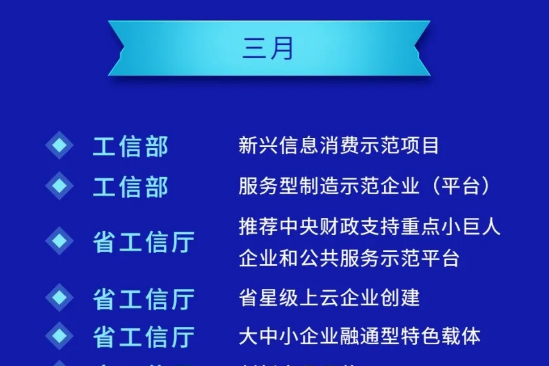 三月
工信部 新兴信息消费示范项目
工信部 服务型制造示范企业（平台）
省工信厅 推荐中央财政支持重点小巨人
企业和公共服务示范平台
省工信厅 省星级上云企业创建
省工信厅 大中小企业融通型特色载体